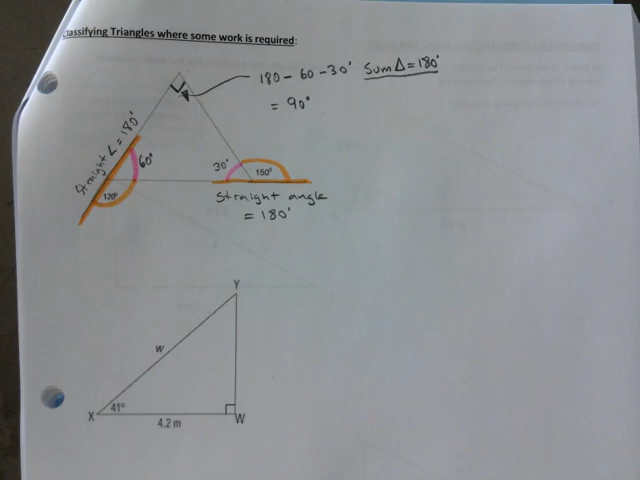 Classifying Triangles where some work is required:
180 - 60 - 30° Sum Δ = 180°
= 90°
Straight ∠ = 180°
60°
120°
30°
150°
Straight angle
= 180°
Y
w
X
41°
W
4.2 m